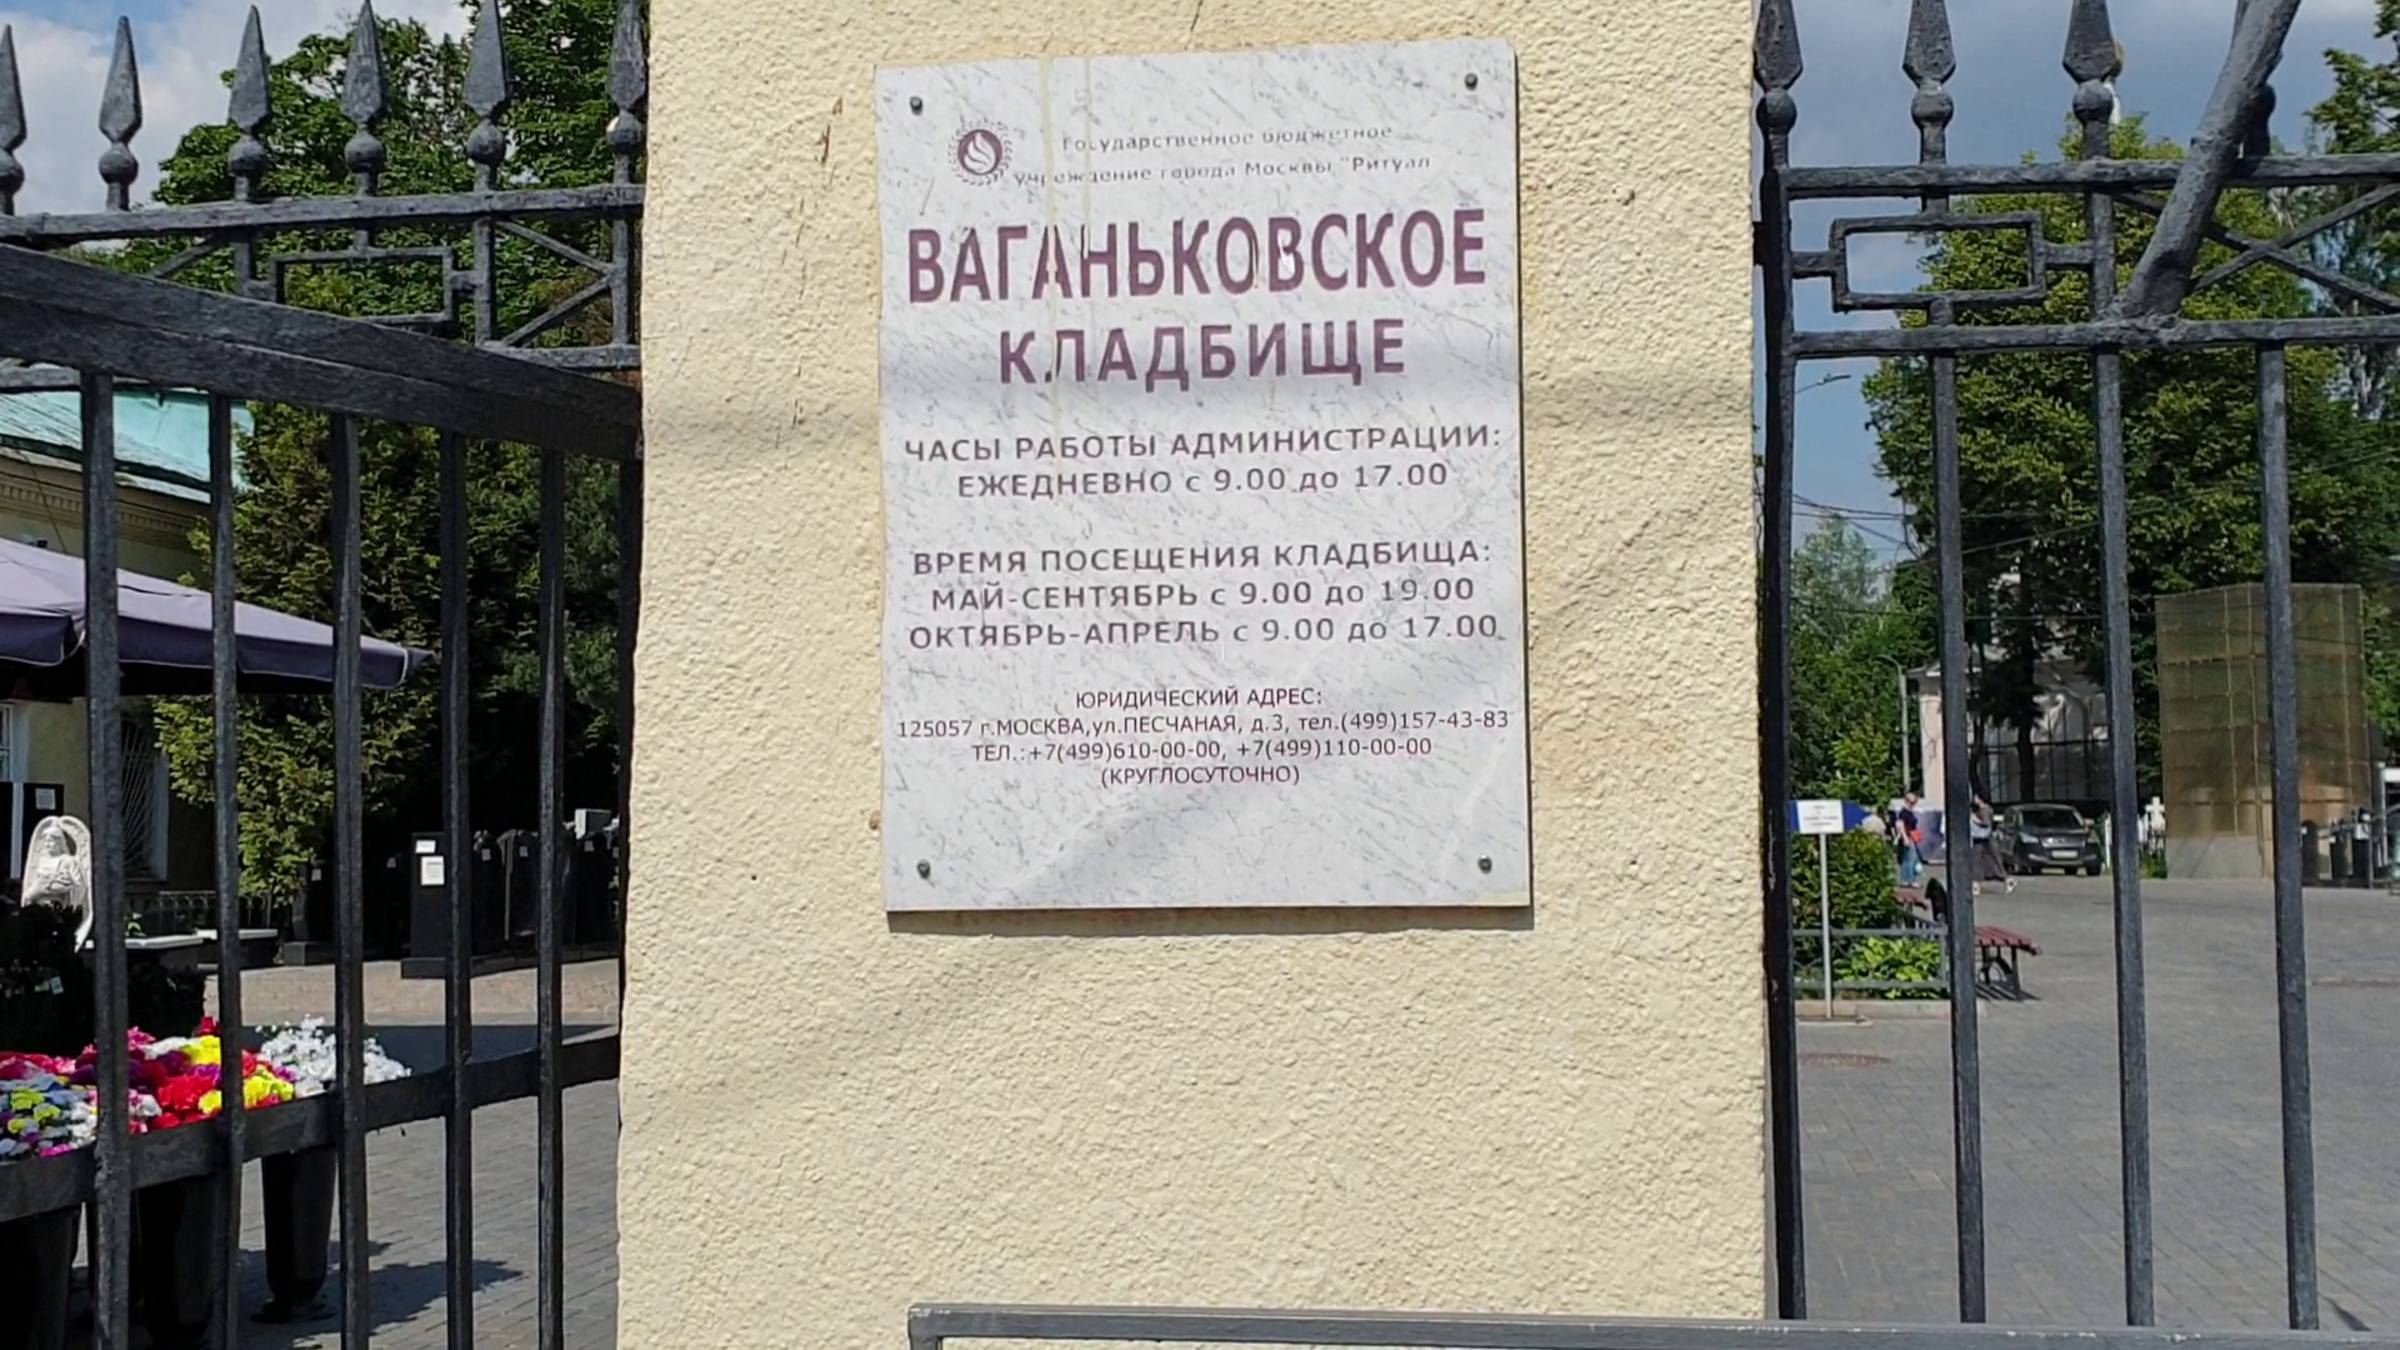 Государственное бюджетное
учреждение города Москвы "Ритуал
ВАГАНЬКОВСКОЕ
КЛАДБИЩЕ
ЧАСЫ РАБОТЫ АДМИНИСТРАЦИИ:
ЕЖЕДНЕВНО с 9.00 до 17.00
ВРЕМЯ ПОСЕЩЕНИЯ КЛАДБИЩА:
МАЙ-СЕНТЯБРЬ с 9.00 до 19.00
ОКТЯБРЬ-АПРЕЛЬ с 9.00 до 17.00
ЮРИДИЧЕСКИЙ АДРЕС:
125057 г.МОСКВА,ул.ПЕСЧАНАЯ, д.3, тел.(499)157-43-83
ТЕЛ.:+7(499)610-00-00, +7(499)110-00-00
(КРУГЛОСУТОЧНО)